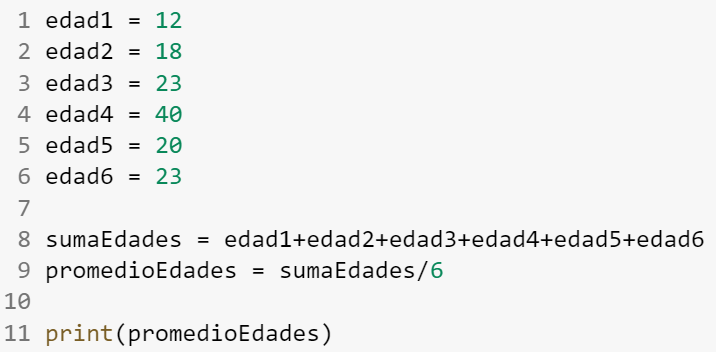 1 edad1 = 12
2 edad2 = 18
3 edad3 = 23
4 edad4 = 40
5 edad5 = 20
6 edad6 = 23
7
8 sumaEdades = edad1+edad2+edad3+edad4+edad5+edad6
9 promedioEdades = sumaEdades/6
10
11 print(promedioEdades)